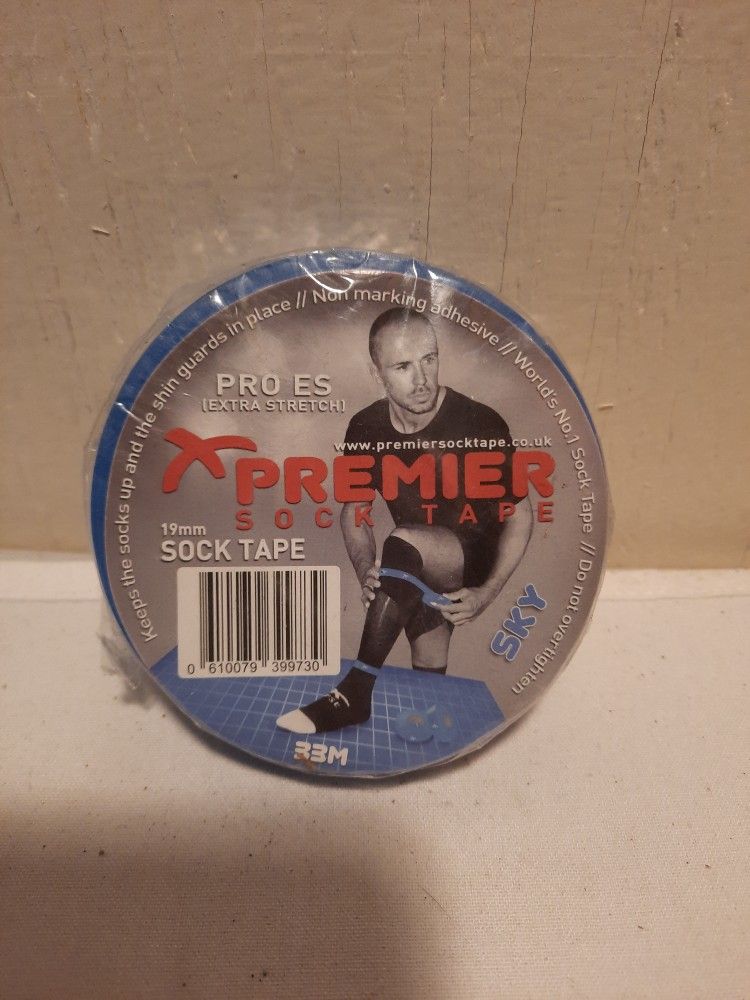 Keeps the socks up and the shin guards in place // Non marking adhesive // World's No.1 Sock Tape // Do not overtighten
PRO ES
(EXTRA STRETCH)
www.premiersocktape.co.uk
PREMIER
SOCK TAPE
19mm
SOCK TAPE
SKY
0 610079 399730
33M